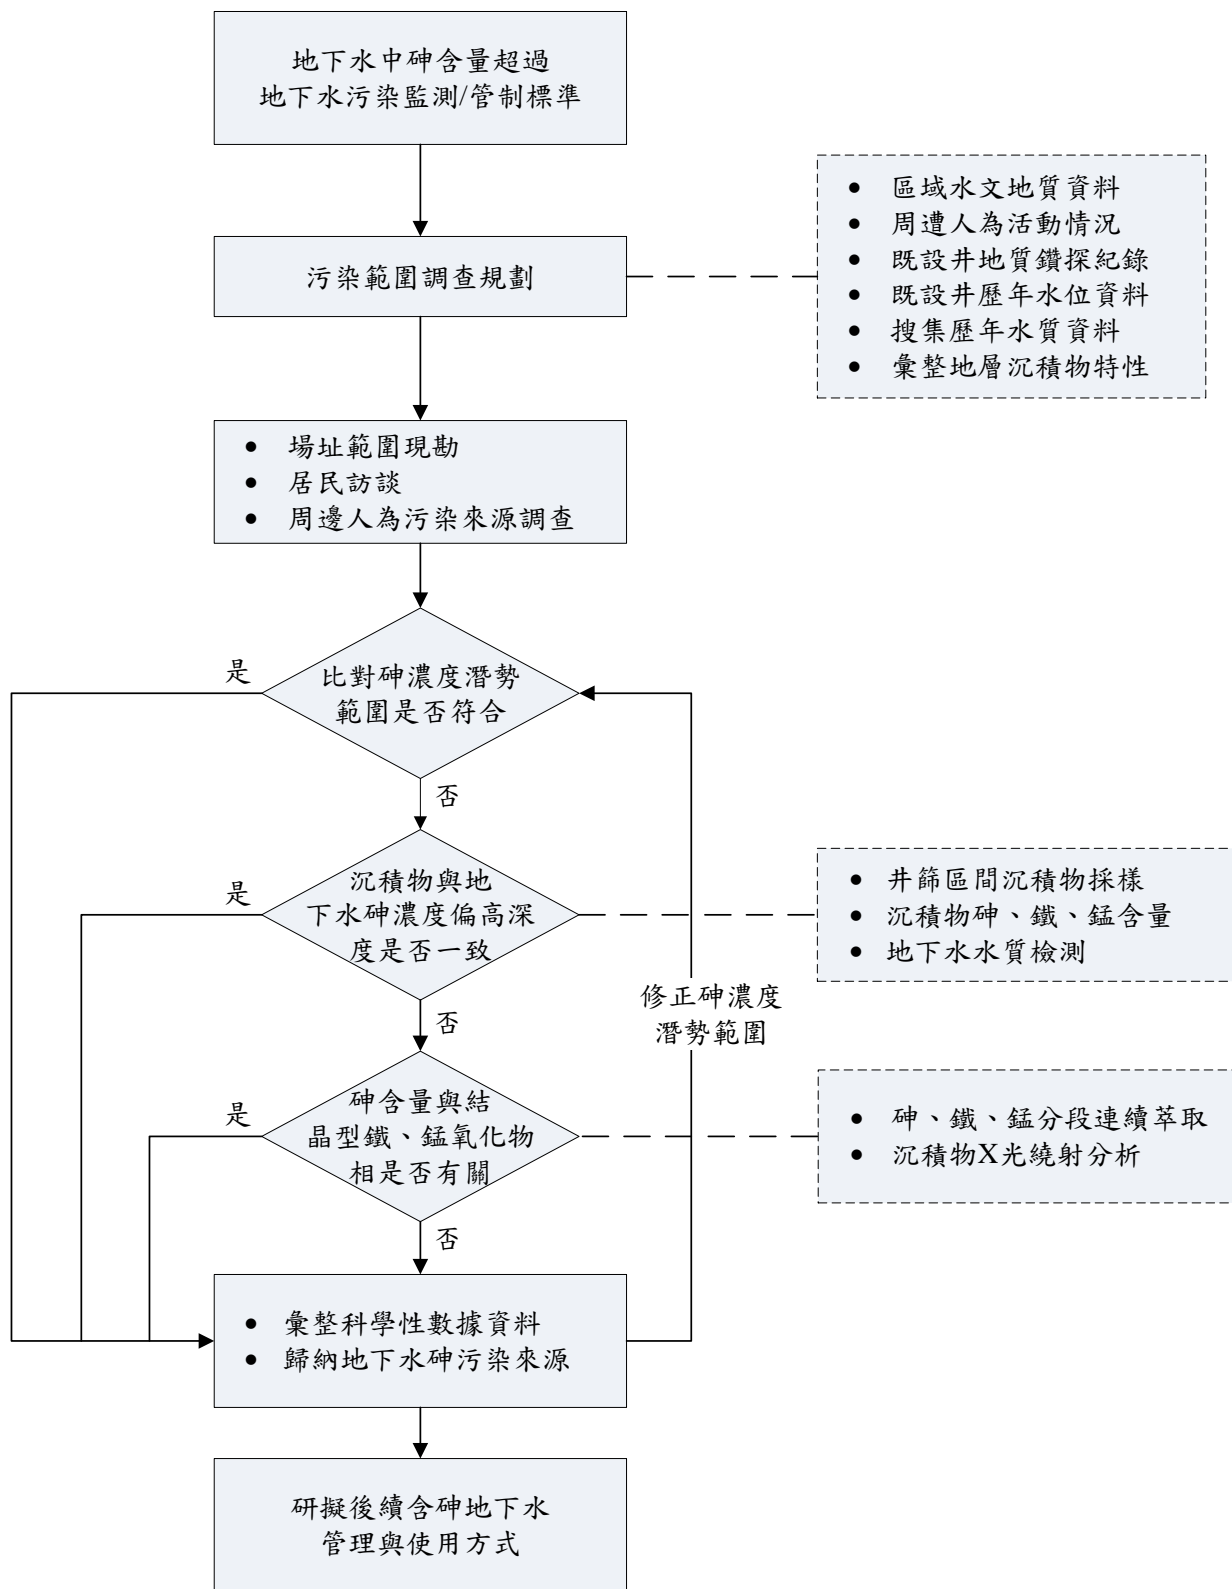 地下水中砷含量超過
地下水污染監測/管制標準
污染範圍調查規劃
• 區域水文地質資料
• 周遭人為活動情況
• 既設井地質鑽探紀錄
• 既設井歷年水位資料
• 搜集歷年水質資料
• 彙整地層沉積物特性
• 場址範圍現勘
• 居民訪談
• 周邊人為污染來源調查
是
比對砷濃度潛勢
範圍是否符合
否
是
沉積物與地
下水砷濃度偏高深
度是否一致
• 井篩區間沉積物採樣
• 沉積物砷、鐵、錳含量
• 地下水水質檢測
修正砷濃度
潛勢範圍
否
是
砷含量與結
晶型鐵、錳氧化物
相是否有關
• 砷、鐵、錳分段連續萃取
• 沉積物X光繞射分析
否
• 彙整科學性數據資料
• 歸納地下水砷污染來源
研擬後續含砷地下水
管理與使用方式